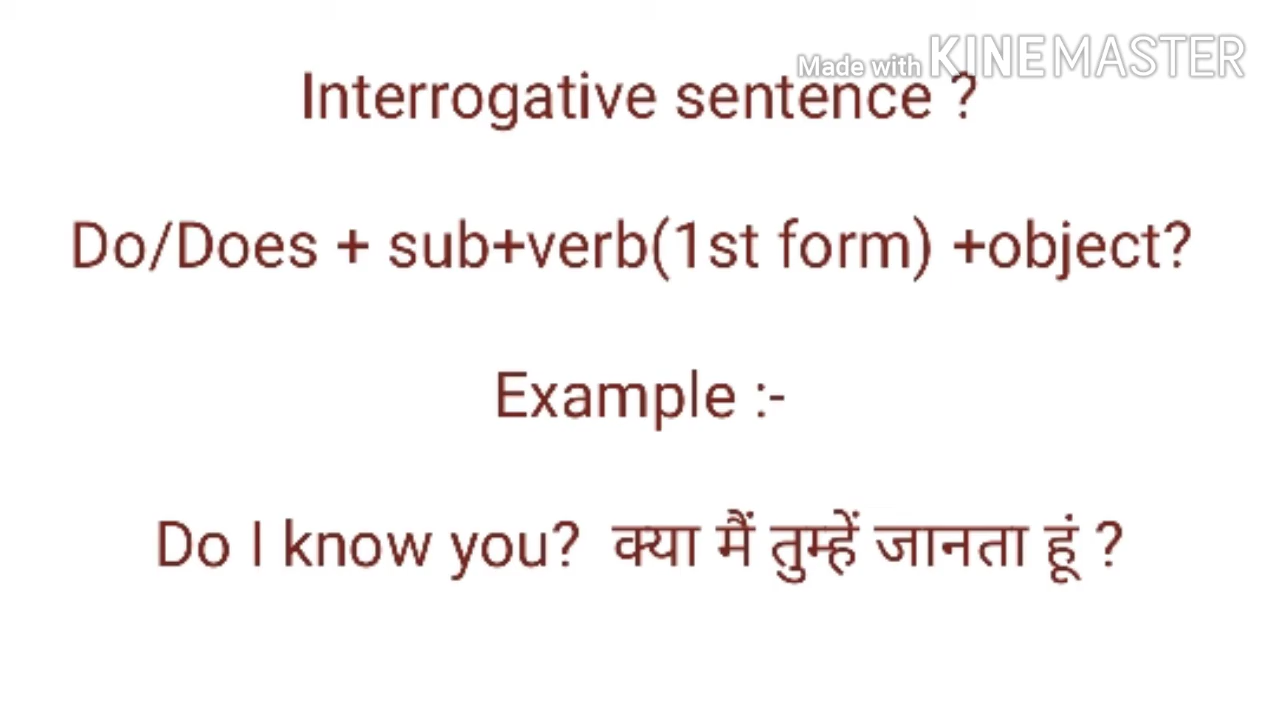 Made with KINEMASTER
Interrogative sentence ?
Do/Does + sub+verb(1st form) +object?
Example :-
Do I know you? क्या मैं तुम्हें जानता हूं ?